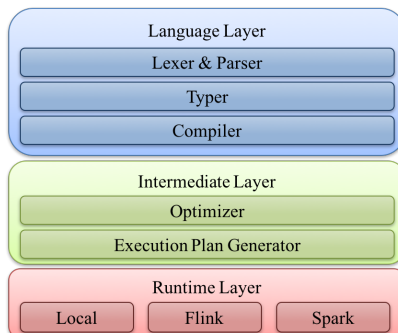 Language Layer
Lexer & Parser
Typer
Compiler
Intermediate Layer
Optimizer
Execution Plan Generator
Runtime Layer
Local Flink Spark